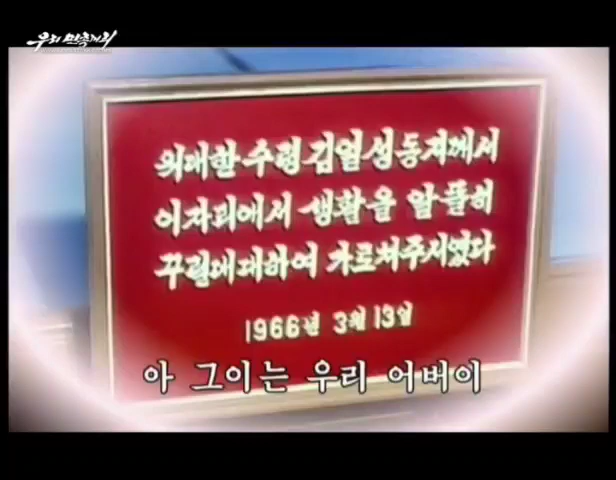 우리 민족끼리
위대한 수령 김일성동지께서
이자리에서 생활을 알뜰히
꾸릴데대하여 가르쳐주시였다
1966년 3월 13일
아 그이는 우리 어버이